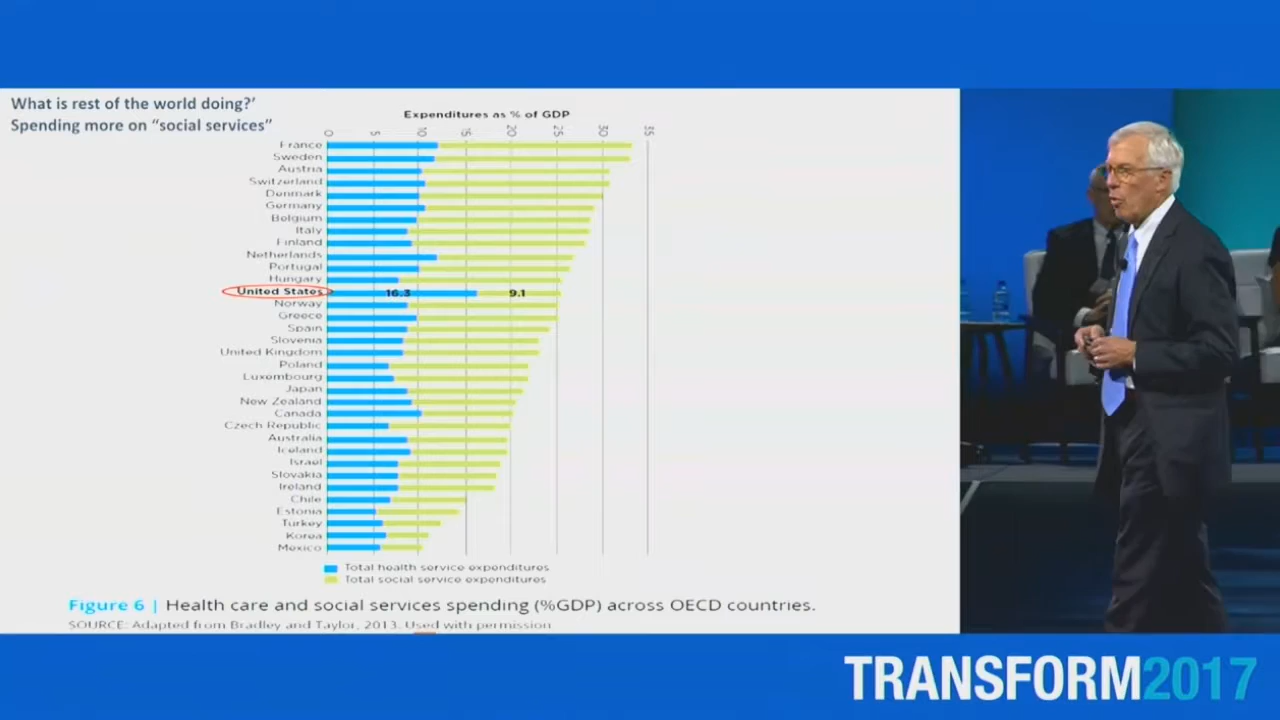 What is rest of the world doing?’
Spending more on “social services”
Expenditures as % of GDP
0 5 10 15 20 25 30 35
France
Sweden
Austria
Switzerland
Denmark
Germany
Belgium
Italy
Finland
Netherlands
Portugal
Hungary
United States 16.3 9.1
Norway
Greece
Spain
Slovenia
United Kingdom
Poland
Luxembourg
Japan
New Zealand
Canada
Czech Republic
Australia
Iceland
Israel
Slovakia
Ireland
Chile
Estonia
Turkey
Korea
Mexico
Total health service expenditures
Total social service expenditures
Figure 6 | Health care and social services spending (%GDP) across OECD countries.
SOURCE: Adapted from Bradley and Taylor, 2013. Used with permission
TRANSFORM2017